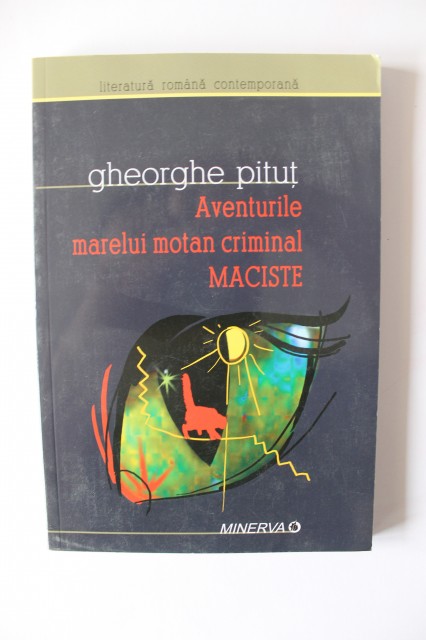 literatură română contemporană
gheorghe pituț
Aventurile
marelui motan criminal
MACISTE
MINERVA